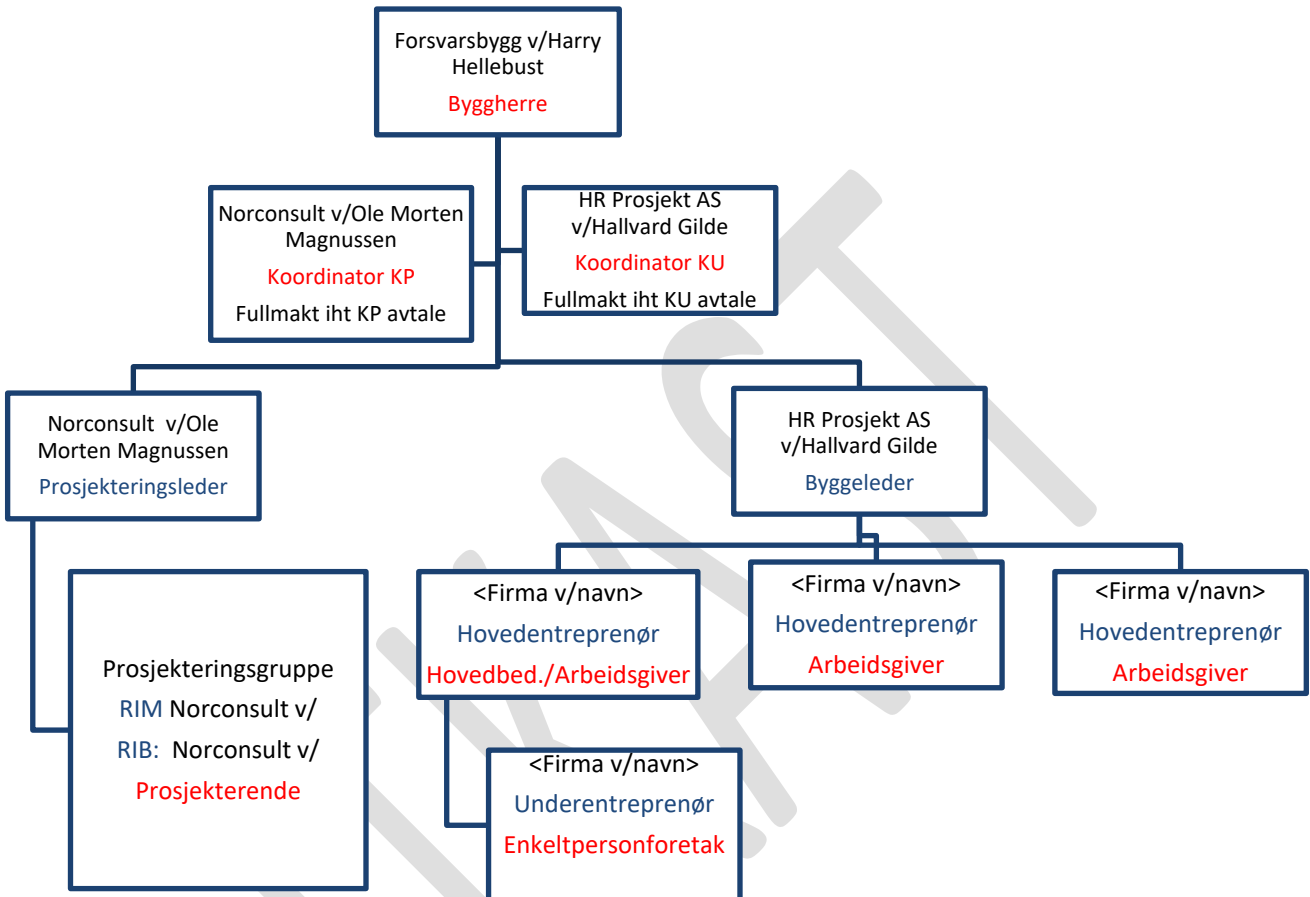 Forsvarsbygg v/Harry
Hellebust
Byggherre
Norconsult v/Ole Morten
Magnussen
Koordinator KP
Fullmakt iht KP avtale
HR Prosjekt AS
v/Hallvard Gilde
Koordinator KU
Fullmakt iht KU avtale
Norconsult v/Ole
Morten Magnussen
Prosjekteringsleder
HR Prosjekt AS
v/Hallvard Gilde
Byggeleder
Prosjekteringsgruppe
RIM Norconsult v/
RIB: Norconsult v/
Prosjekterende
<Firma v/navn>
Hovedentreprenør
Hovedbed./Arbeidsgiver
<Firma v/navn>
Hovedentreprenør
Arbeidsgiver
<Firma v/navn>
Hovedentreprenør
Arbeidsgiver
<Firma v/navn>
Underentreprenør
Enkeltpersonforetak